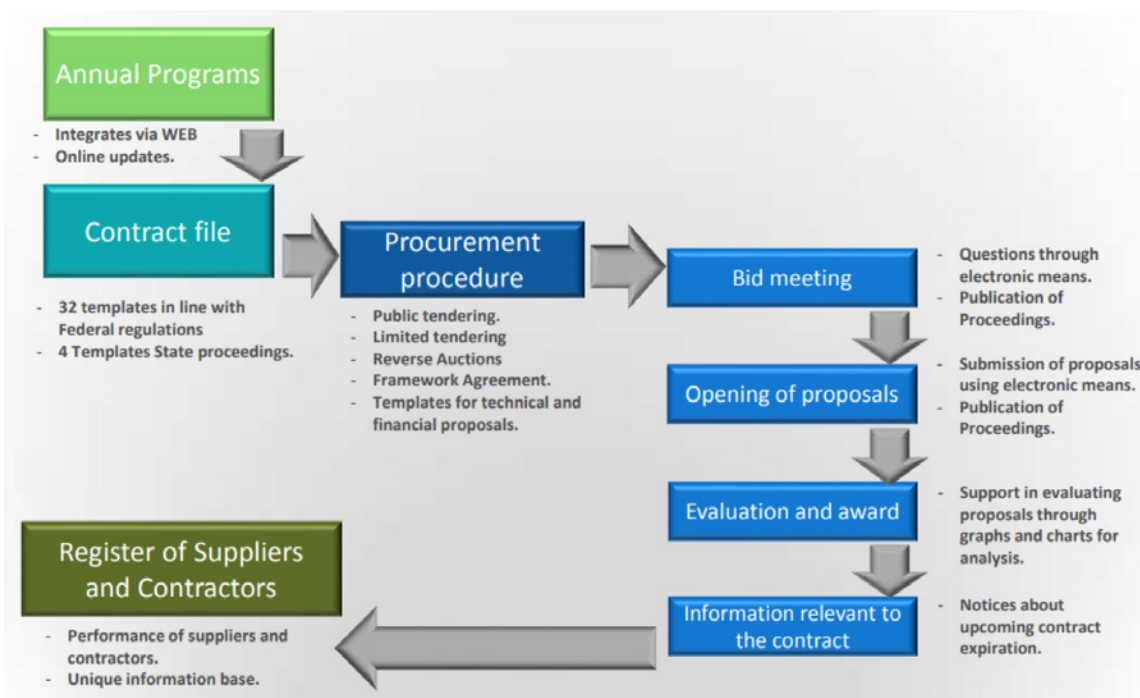 Annual Programs
- Integrates via WEB
- Online updates.
Contract file
- 32 templates in line with
Federal regulations
- 4 Templates State proceedings.
Procurement
procedure
- Public tendering.
- Limited tendering
- Reverse Auctions
- Framework Agreement.
- Templates for technical and
financial proposals.
Bid meeting
- Questions through
electronic means.
- Publication of
Proceedings.
Opening of proposals
- Submission of proposals
using electronic means.
- Publication of
Proceedings.
Evaluation and award
- Support in evaluating
proposals through
graphs and charts for
analysis.
Information relevant to
the contract
- Notices about
upcoming contract
expiration.
Register of Suppliers
and Contractors
- Performance of suppliers and
contractors.
- Unique information base.